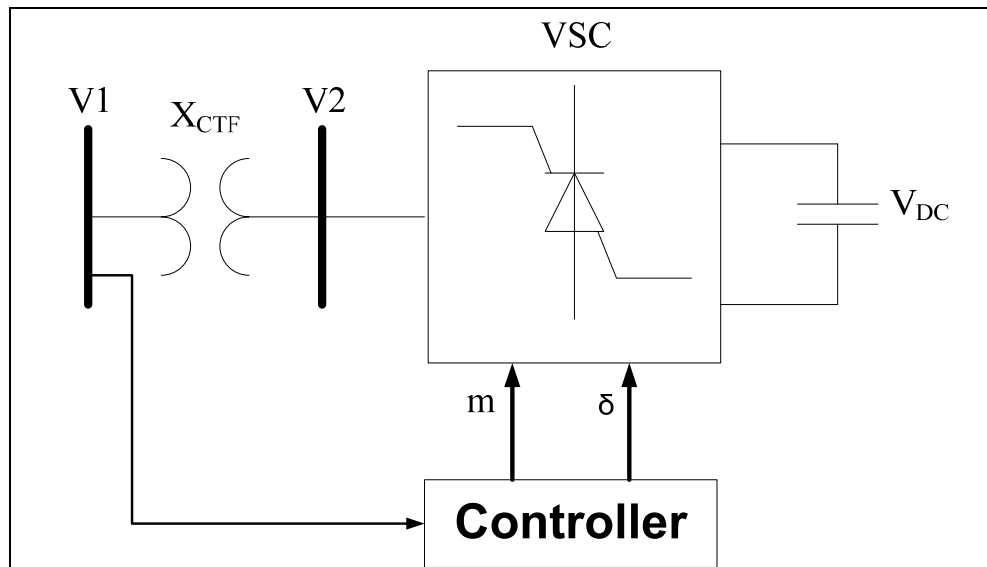 VSC
V1
V2
X_CTF
V_DC
m
δ
Controller